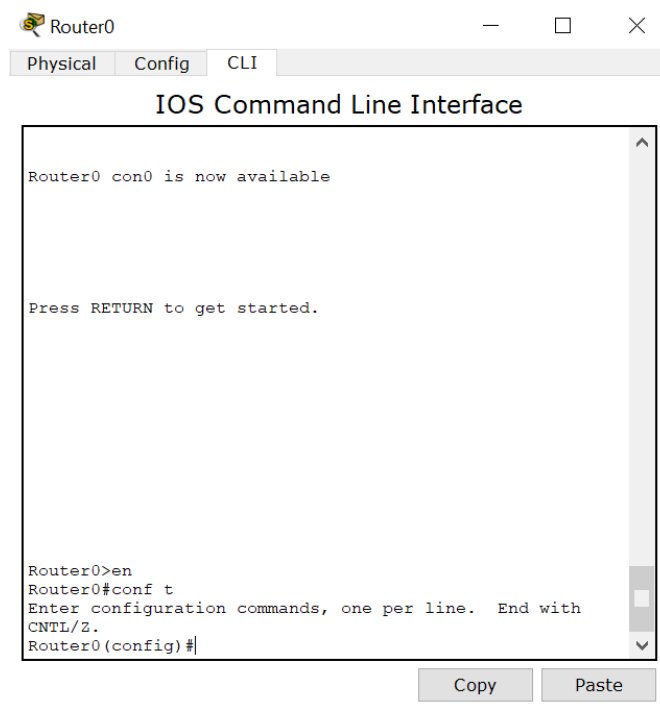 Router0
Physical Config CLI
IOS Command Line Interface
Router0 con0 is now available
Press RETURN to get started.
Router0>en
Router0#conf t
Enter configuration commands, one per line.  End with
CNTL/Z.
Router0(config)#
Copy Paste